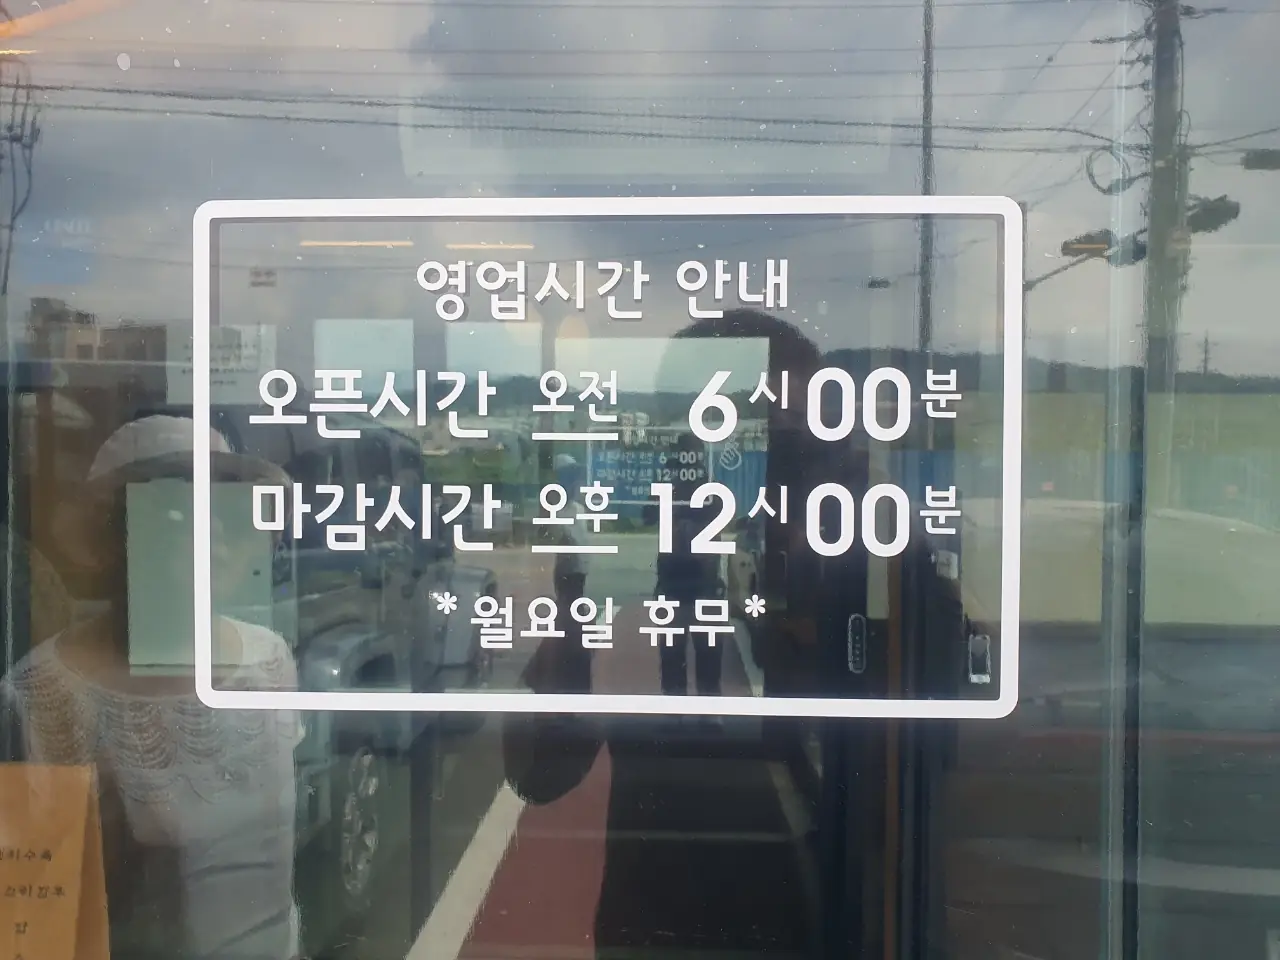 영업시간 안내
오픈시간 오전 6시 00분
마감시간 오후 12시 00분
*월요일 휴무*